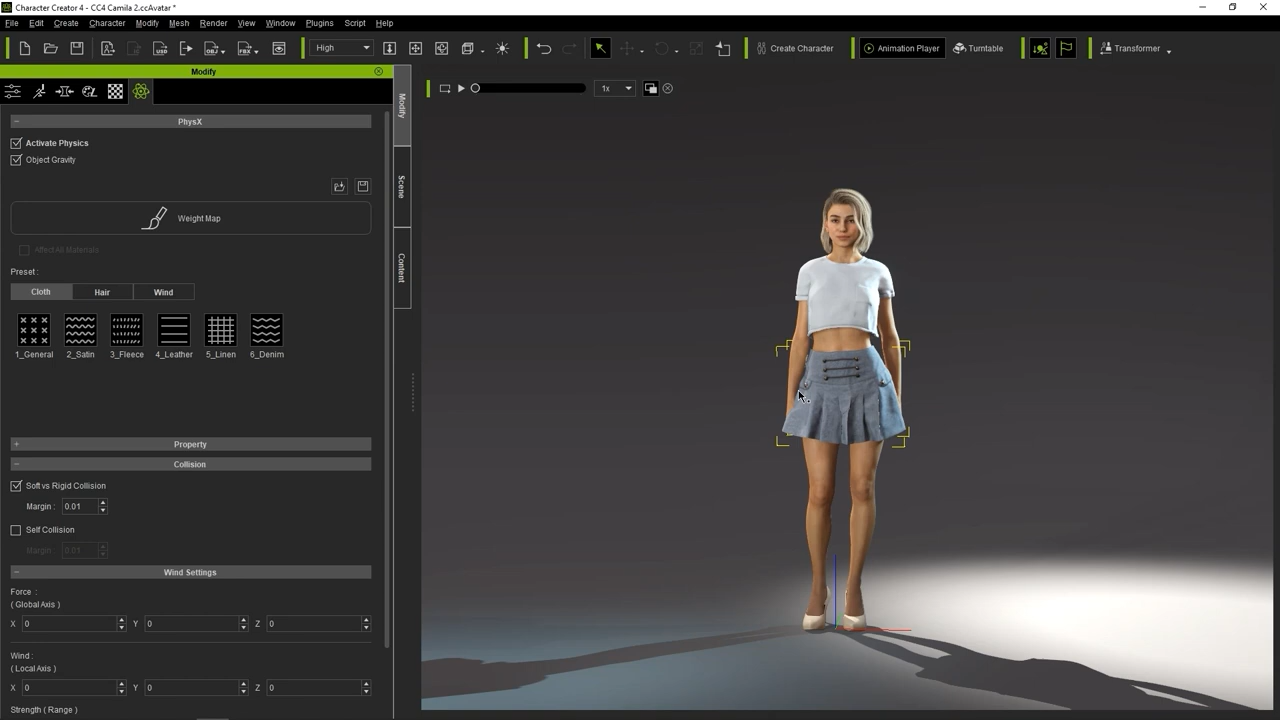 Character Creator 4 - CC4 Camila 2.ccAvatar *
File Edit Create Character Modify Mesh Render View Window Plugins Script Help
High Create Character Animation Player Turntable Transformer
Modify
1x
PhysX
Activate Physics
Object Gravity
Weight Map
Affect All Materials
Preset :
Cloth Hair Wind
1_General 2_Satin 3_Fleece 4_Leather 5_Linen 6_Denim
Property
Collision
Soft vs Rigid Collision
Margin : 0.01
Self Collision
Margin : 0.01
Wind Settings
Force :
( Global Axis )
X 0 Y 0 Z 0
Wind :
( Local Axis )
X 0 Y 0 Z 0
Strength ( Range )
Modify
Scene
Content